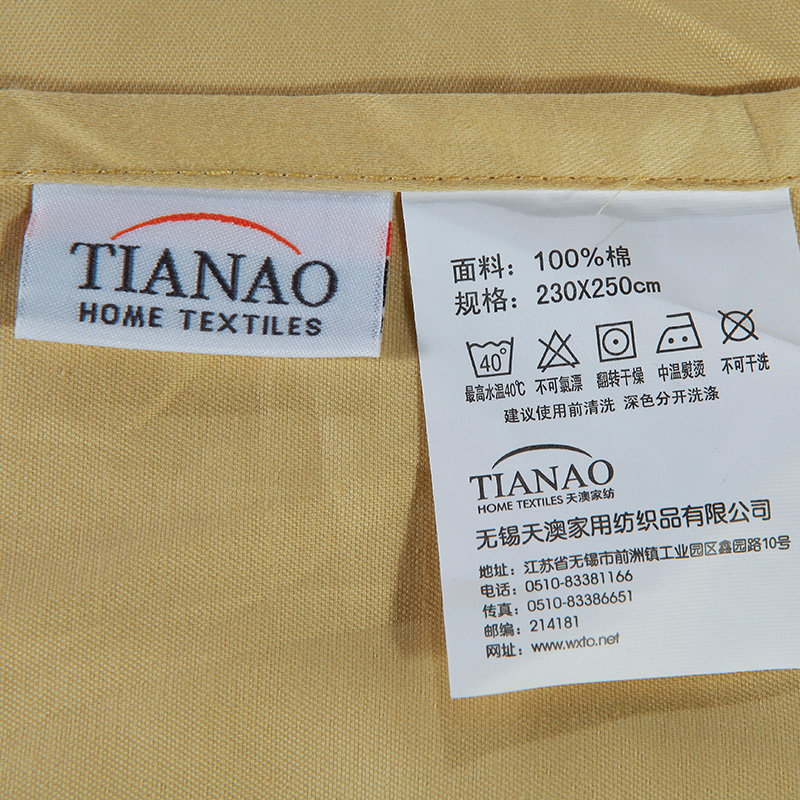 TIANAO
HOME TEXTILES
面料：100%棉
规格：230X250cm
40°
最高水温40℃ 不可氯漂 翻转干燥 中温熨烫 不可干洗
建议使用前清洗 深色分开洗涤
TIANAO
HOME TEXTILES 天澳家纺
无锡天澳家用纺织品有限公司
地址：江苏省无锡市前洲镇工业园区鑫园路10号
电话：0510-83381166
传真：0510-83386651
邮编：214181
网址：www.wxto.net